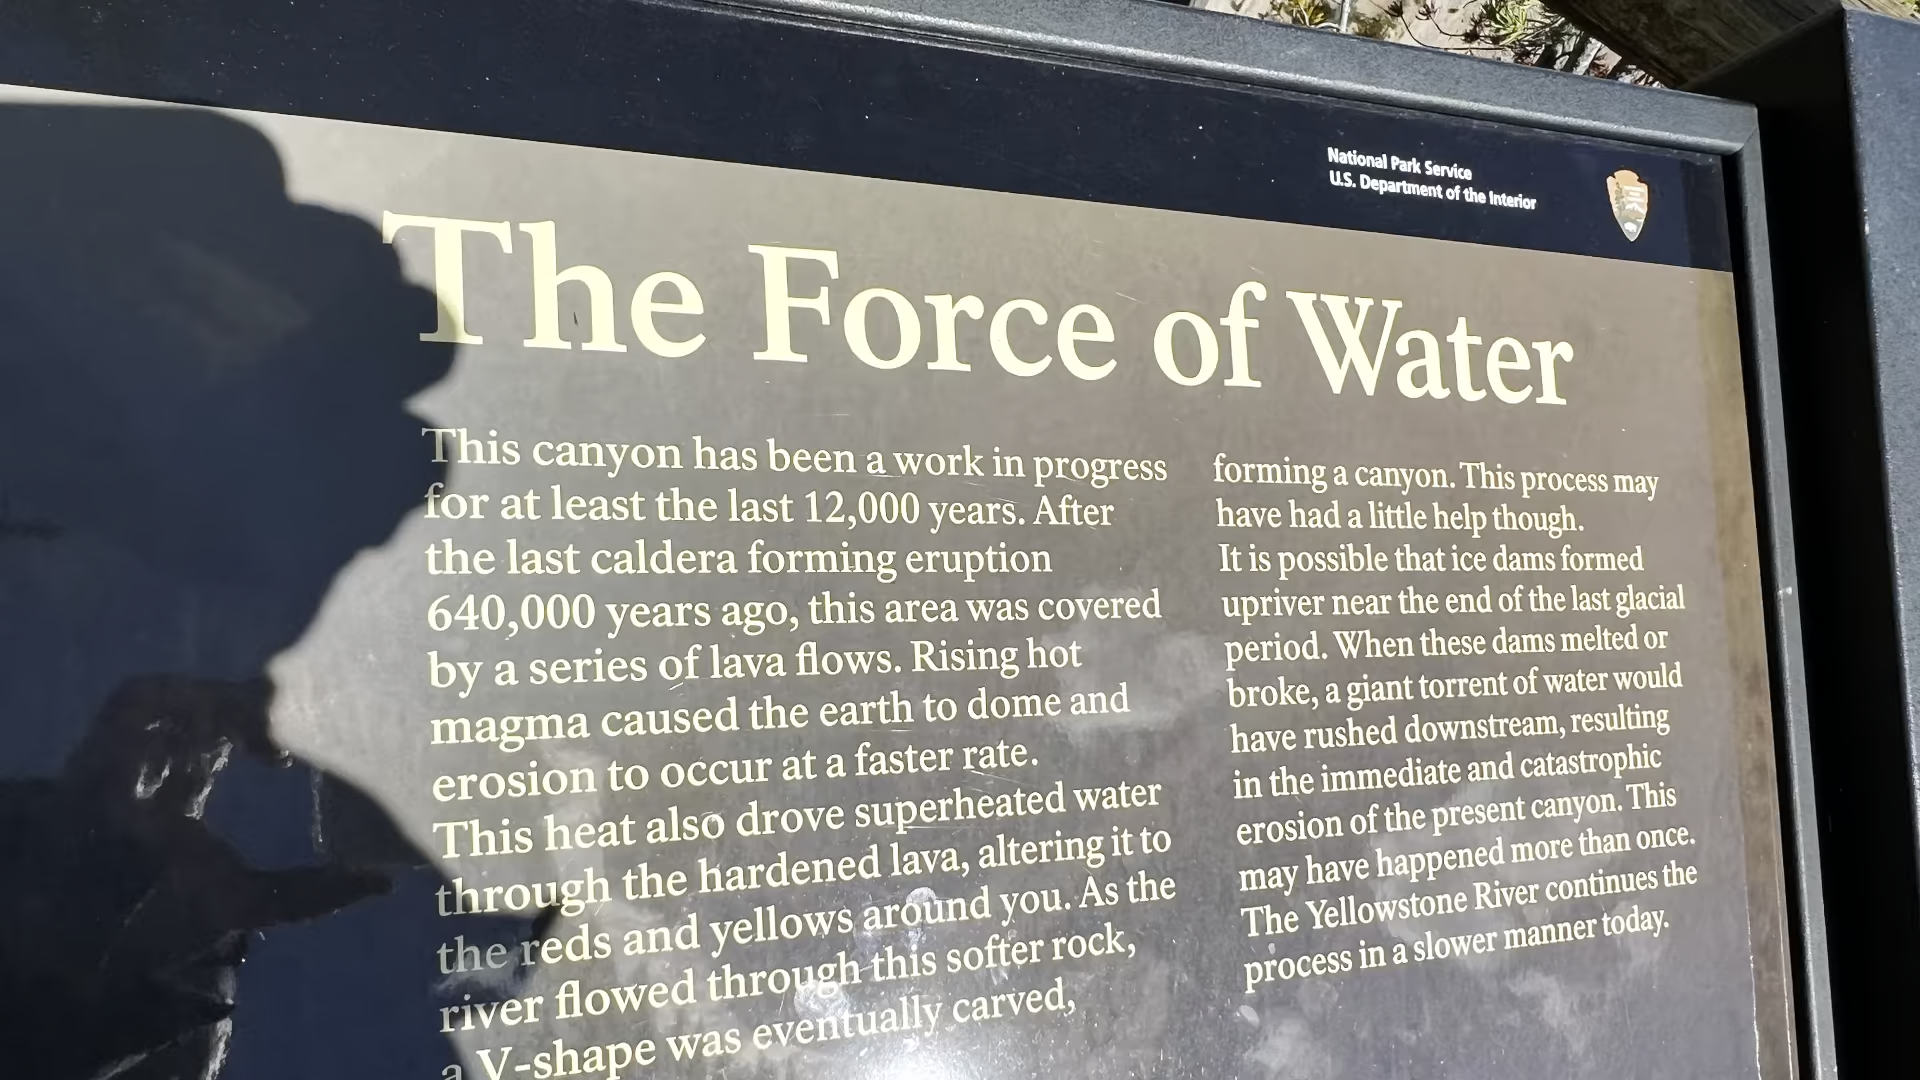 National Park Service
U.S. Department of the Interior
The Force of Water
This canyon has been a work in progress
for at least the last 12,000 years. After
the last caldera forming eruption
640,000 years ago, this area was covered
by a series of lava flows. Rising hot
magma caused the earth to dome and
erosion to occur at a faster rate.
This heat also drove superheated water
through the hardened lava, altering it to
the reds and yellows around you. As the
river flowed through this softer rock,
a V-shape was eventually carved,
forming a canyon. This process may
have had a little help though.
It is possible that ice dams formed
upriver near the end of the last glacial
period. When these dams melted or
broke, a giant torrent of water would
have rushed downstream, resulting
in the immediate and catastrophic
erosion of the present canyon. This
may have happened more than once.
The Yellowstone River continues the
process in a slower manner today.